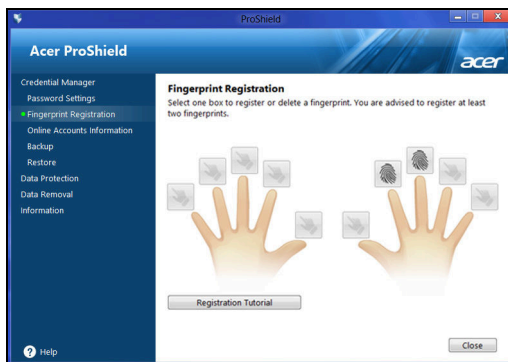 ProShield
Acer ProShield
acer
Credential Manager
Password Settings
Fingerprint Registration
Online Accounts Information
Backup
Restore
Data Protection
Data Removal
Information
Help
Fingerprint Registration
Select one box to register or delete a fingerprint. You are advised to register at least
two fingerprints.
Registration Tutorial
Close